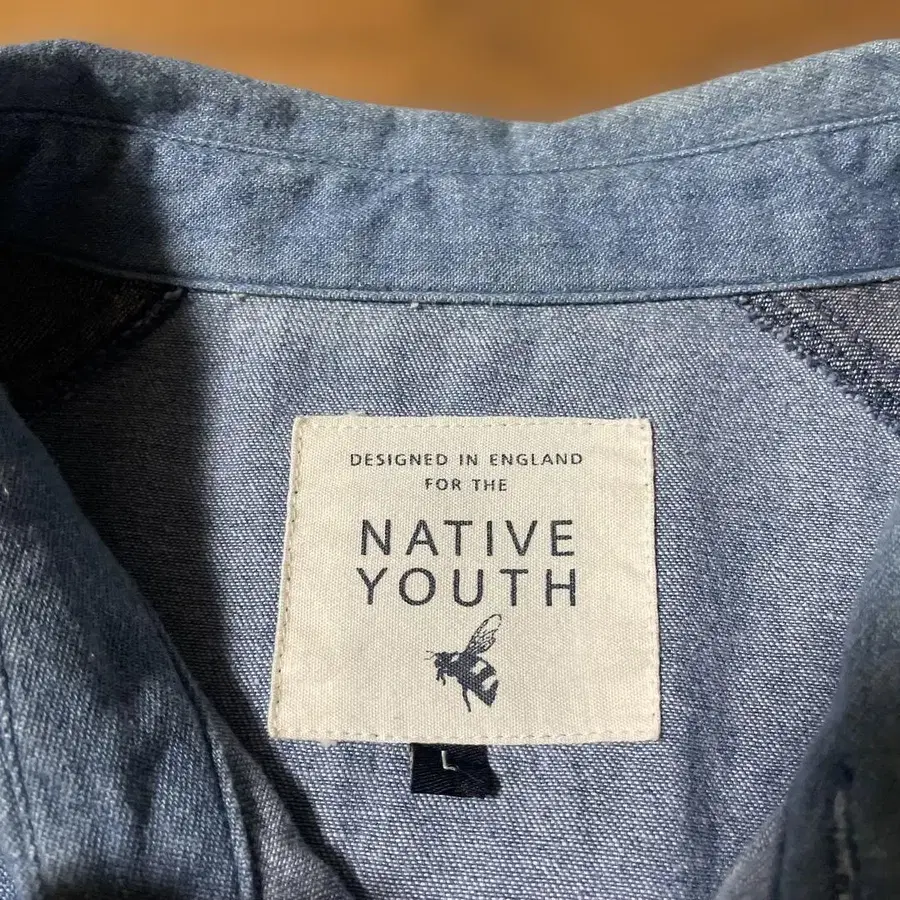 DESIGNED IN ENGLAND
FOR THE
NATIVE
YOUTH
L